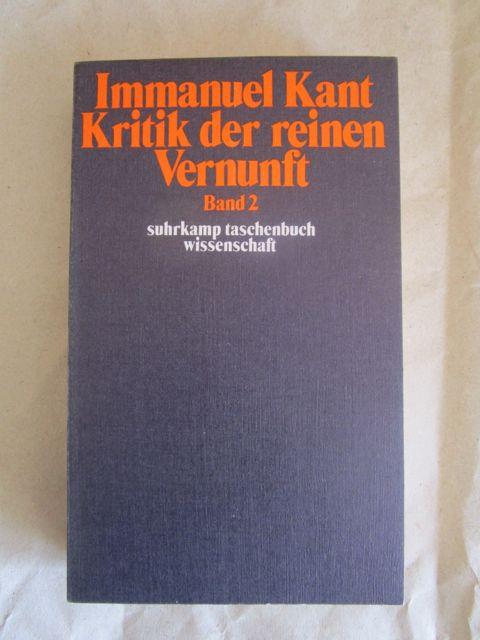 Immanuel Kant
Kritik der reinen
Vernunft
Band 2
suhrkamp taschenbuch
wissenschaft